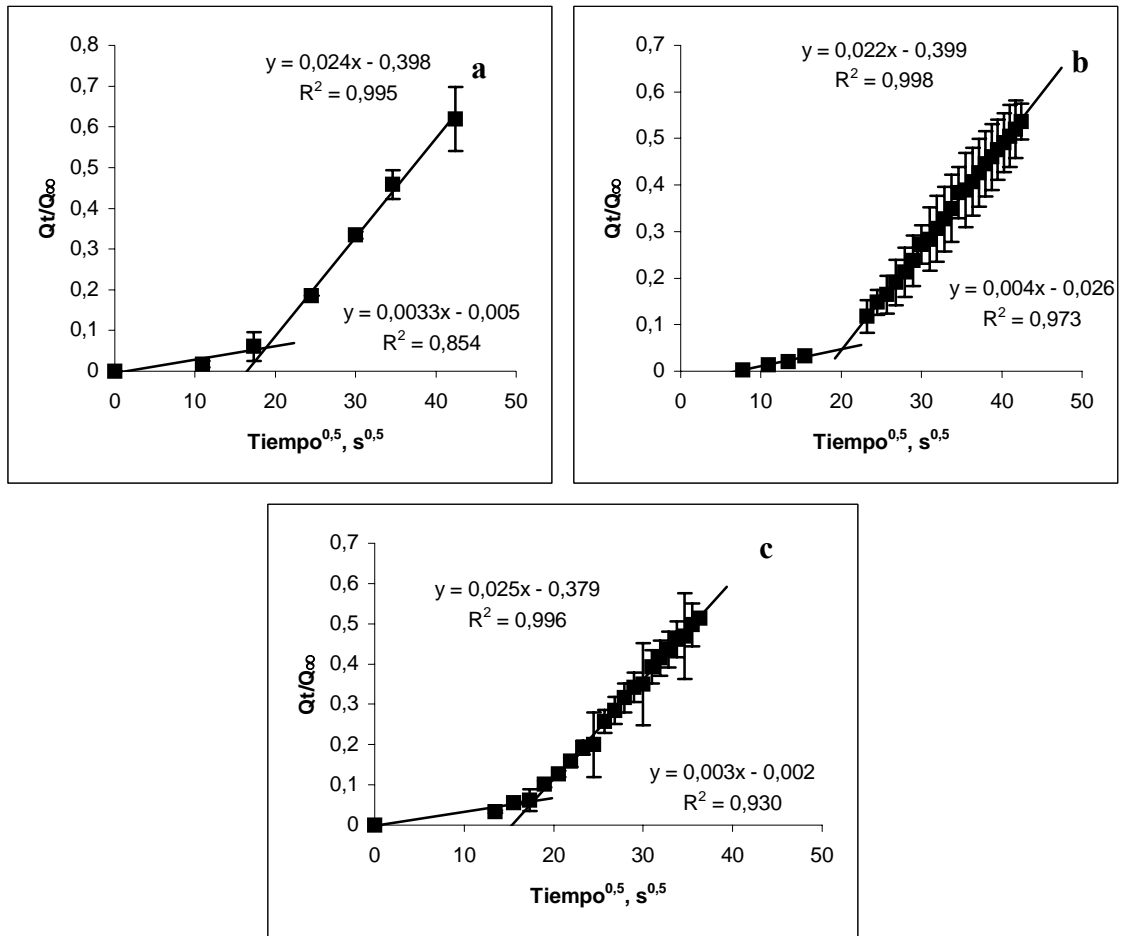 a
y = 0,024x - 0,398
R² = 0,995
y = 0,0033x - 0,005
R² = 0,854
Qt/Q∞
0,8
0,7
0,6
0,5
0,4
0,3
0,2
0,1
0
0 10 20 30 40 50
Tiempo⁰,⁵, s⁰,⁵
b
y = 0,022x - 0,399
R² = 0,998
y = 0,004x - 0,026
R² = 0,973
Qt/Q∞
0,7
0,6
0,5
0,4
0,3
0,2
0,1
0
0 10 20 30 40 50
Tiempo⁰,⁵, s⁰,⁵
c
y = 0,025x - 0,379
R² = 0,996
y = 0,003x - 0,002
R² = 0,930
Qt/Q∞
0,7
0,6
0,5
0,4
0,3
0,2
0,1
0
0 10 20 30 40 50
Tiempo⁰,⁵, s⁰,⁵